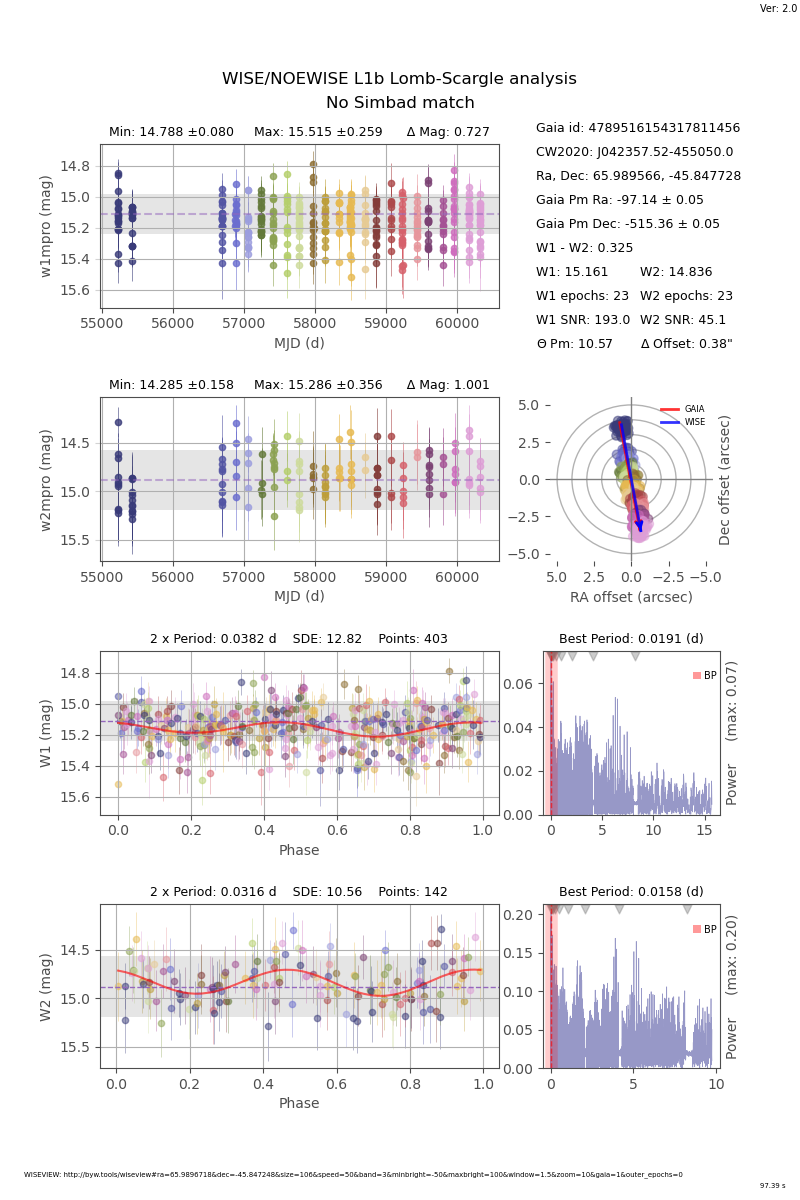 Ver: 2.0
WISE/NOEWISE L1b Lomb-Scargle analysis
No Simbad match
Min: 14.788 ±0.080 Max: 15.515 ±0.259 Δ Mag: 0.727
14.8
15.0
15.2
15.4
15.6
w1mpro (mag)
55000 56000 57000 58000 59000 60000
MJD (d)
Gaia id: 4789516154317811456
CW2020: J042357.52-455050.0
Ra, Dec: 65.989566, -45.847728
Gaia Pm Ra: -97.14 ± 0.05
Gaia Pm Dec: -515.36 ± 0.05
W1 - W2: 0.325
W1: 15.161 W2: 14.836
W1 epochs: 23 W2 epochs: 23
W1 SNR: 193.0 W2 SNR: 45.1
Θ Pm: 10.57 Δ Offset: 0.38"
Min: 14.285 ±0.158 Max: 15.286 ±0.356 Δ Mag: 1.001
14.5
15.0
15.5
w2mpro (mag)
55000 56000 57000 58000 59000 60000
MJD (d)
GAIA
WISE
5.0
2.5
0.0
−2.5
−5.0
Dec offset (arcsec)
5.0 2.5 0.0 −2.5 −5.0
RA offset (arcsec)
2 x Period: 0.0382 d SDE: 12.82 Points: 403
14.8
15.0
15.2
15.4
15.6
W1 (mag)
0.0 0.2 0.4 0.6 0.8 1.0
Phase
Best Period: 0.0191 (d)
BP
0.06
0.04
0.02
0.00
Power (max: 0.07)
0 5 10 15
2 x Period: 0.0316 d SDE: 10.56 Points: 142
14.5
15.0
15.5
W2 (mag)
0.0 0.2 0.4 0.6 0.8 1.0
Phase
Best Period: 0.0158 (d)
BP
0.20
0.15
0.10
0.05
0.00
Power (max: 0.20)
0 5 10
WISEVIEW: http://byw.tools/wiseview#ra=65.9896718&dec=-45.847248&size=106&speed=50&band=3&minbright=-50&maxbright=100&window=1.5&zoom=10&gaia=1&outer_epochs=0
97.39 s